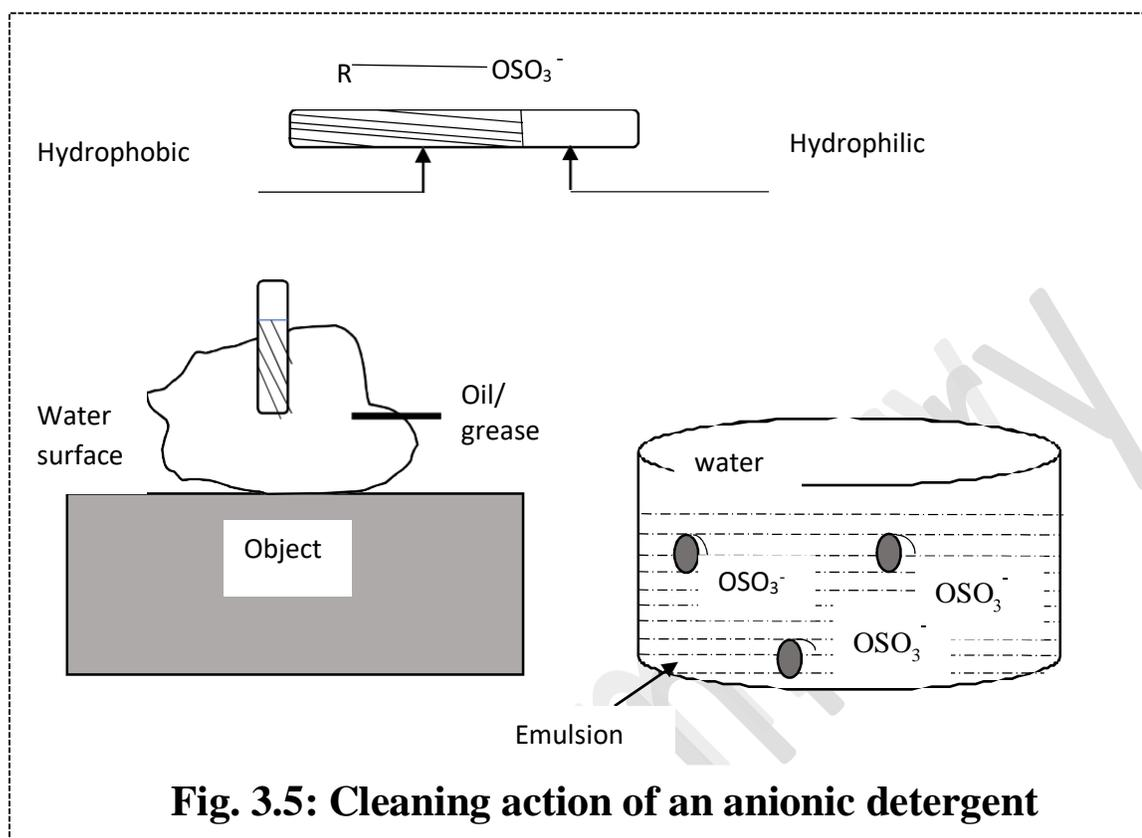 R OSO₃⁻
Hydrophobic
Hydrophilic
Oil/
grease
Water
surface
Object
water
OSO₃⁻
OSO₃⁻
OSO₃⁻
Emulsion
Fig. 3.5: Cleaning action of an anionic detergent